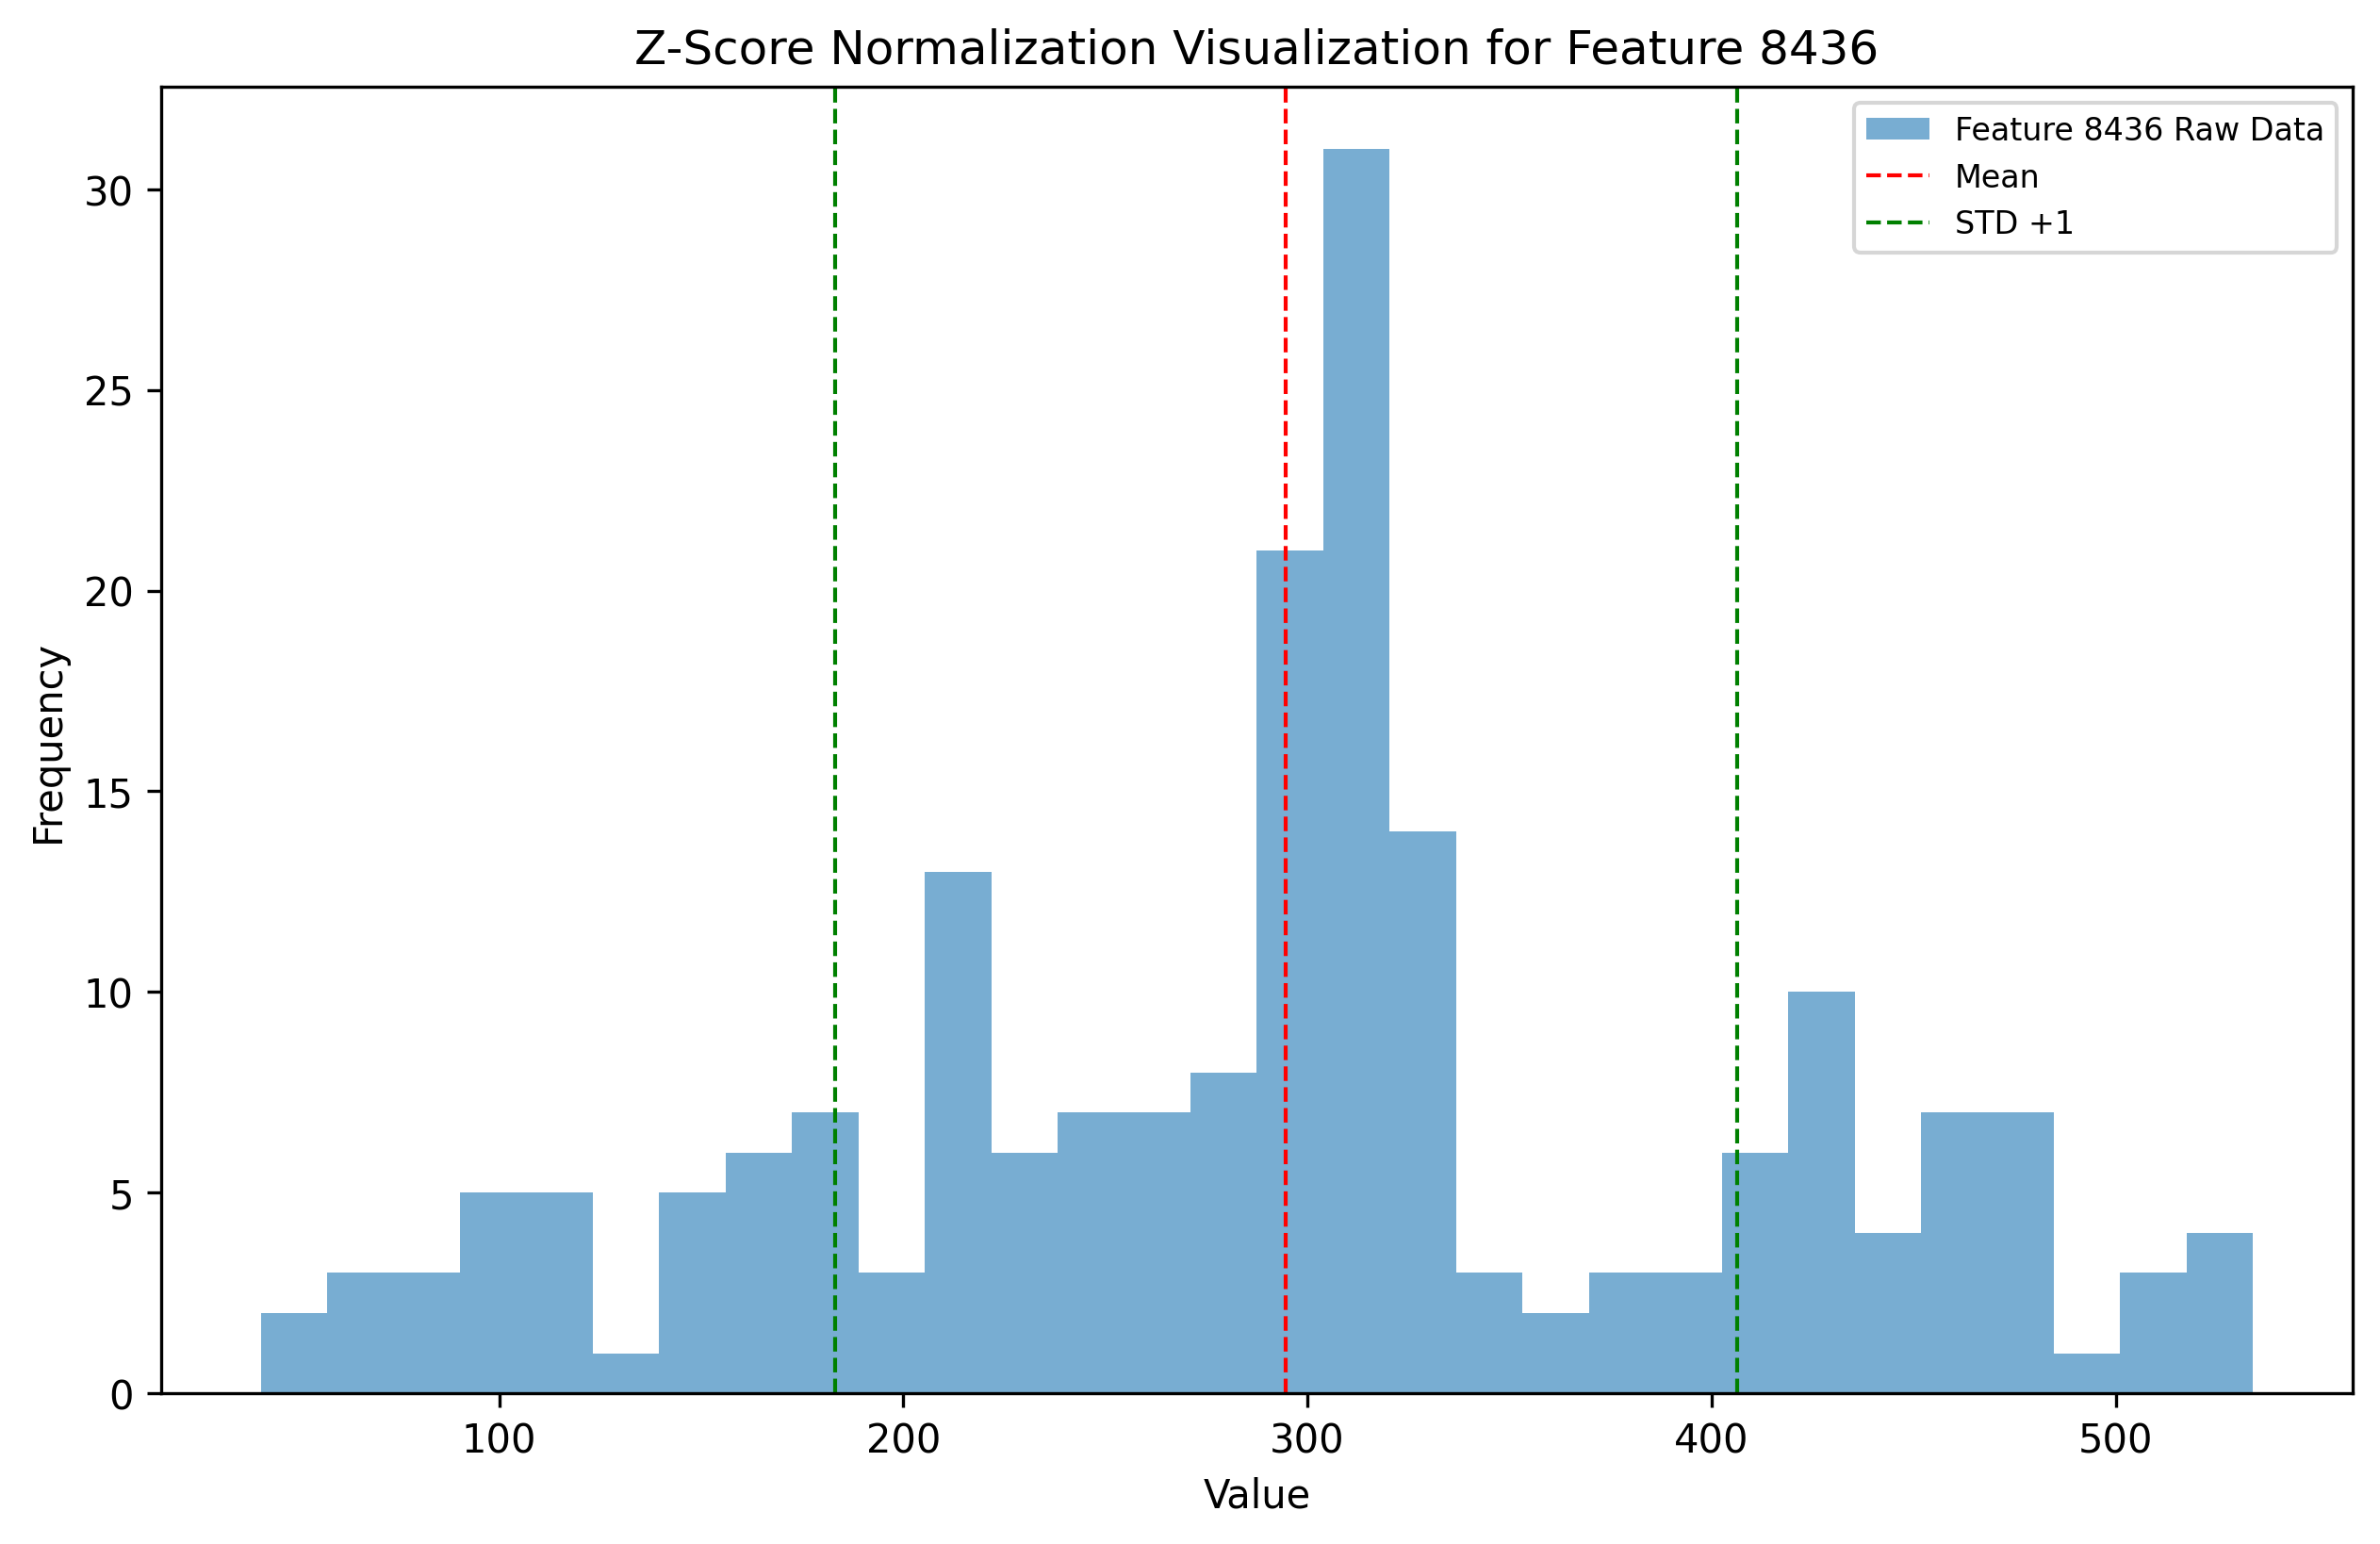 Z-Score Normalization Visualization for Feature 8436
Feature 8436 Raw Data
Mean
STD +1
30
25
20
15
10
5
0
Frequency
100
200
300
400
500
Value